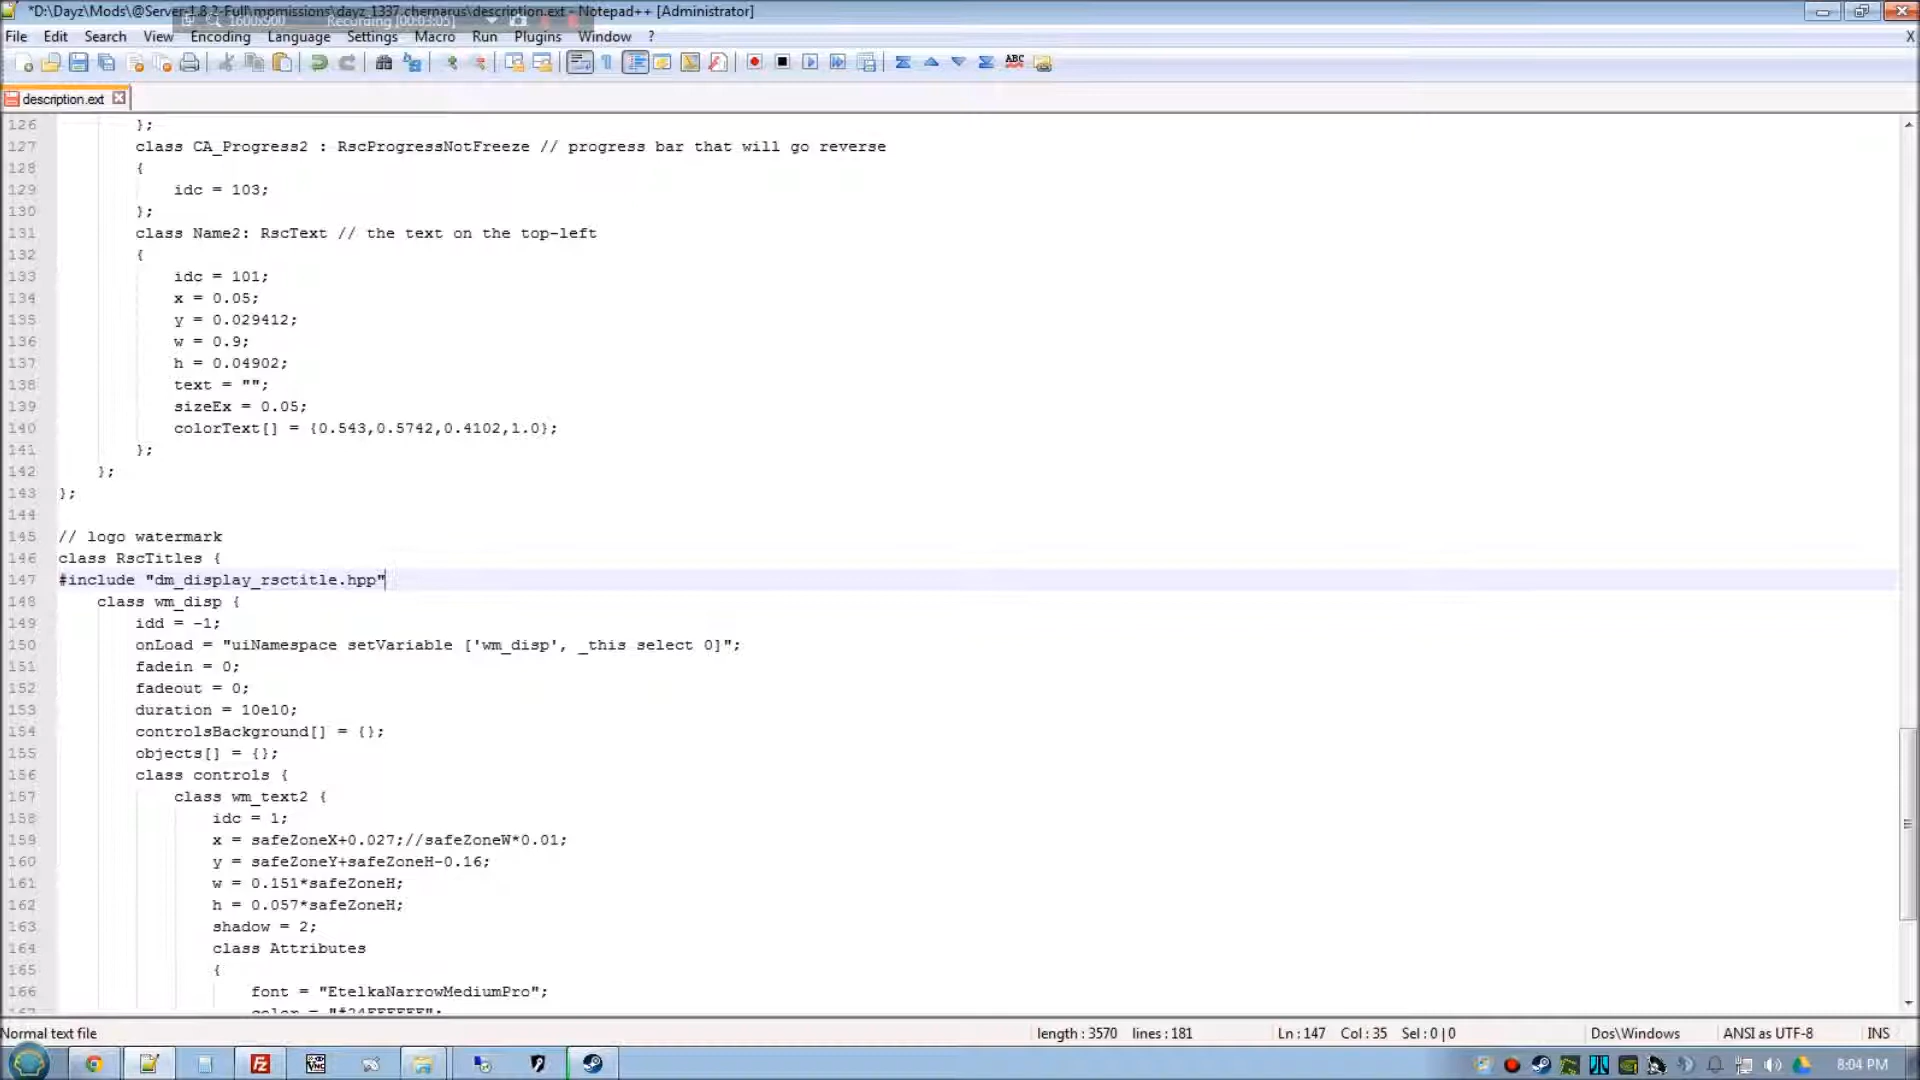 *D:\Dayz\Mods\@Server-1.8.2-Full\mpmissions\dayz_1337.chernarus\description.ext - Notepad++ [Administrator]
1600x900 Recording [00:03:05]
File Edit Search View Encoding Language Settings Macro Run Plugins Window ? X
ABC
description.ext
126 };
127 class CA_Progress2 : RscProgressNotFreeze // progress bar that will go reverse
128 {
129 idc = 103;
130 };
131 class Name2: RscText // the text on the top-left
132 {
133 idc = 101;
134 x = 0.05;
135 y = 0.029412;
136 w = 0.9;
137 h = 0.04902;
138 text = "";
139 sizeEx = 0.05;
140 colorText[] = {0.543,0.5742,0.4102,1.0};
141 };
142 };
143 };
144
145 // logo watermark
146 class RscTitles {
147 #include "dm_display_rsctitle.hpp"
148 class wm_disp {
149 idd = -1;
150 onLoad = "uiNamespace setVariable ['wm_disp', _this select 0]";
151 fadein = 0;
152 fadeout = 0;
153 duration = 10e10;
154 controlsBackground[] = {};
155 objects[] = {};
156 class controls {
157 class wm_text2 {
158 idc = 1;
159 x = safeZoneX+0.027;//safeZoneW*0.01;
160 y = safeZoneY+safeZoneH-0.16;
161 w = 0.151*safeZoneH;
162 h = 0.057*safeZoneH;
163 shadow = 2;
164 class Attributes
165 {
166 font = "EtelkaNarrowMediumPro";
Normal text file length : 3570 lines : 181 Ln : 147 Col : 35 Sel : 0 | 0 Dos\Windows ANSI as UTF-8 INS
8:04 PM